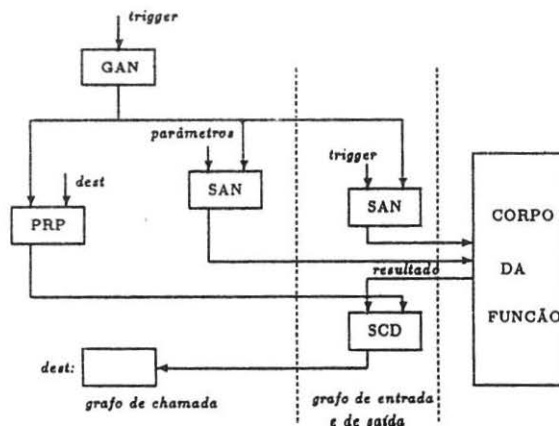 trigger
GAN
parâmetros
trigger
dest
SAN
SAN
PRP
CORPO
DA
resultado
FUNCÃO
SCD
dest:
grafo de chamada
grafo de entrada
e de saída